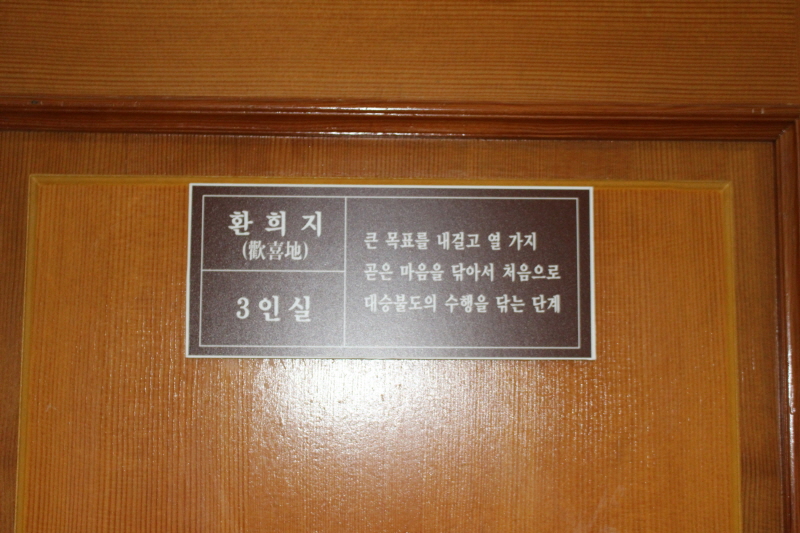 환희지
(歡喜地)
3인실
큰 목표를 내걸고 열 가지
곧은 마음을 닦아서 처음으로
대승불도의 수행을 닦는 단계